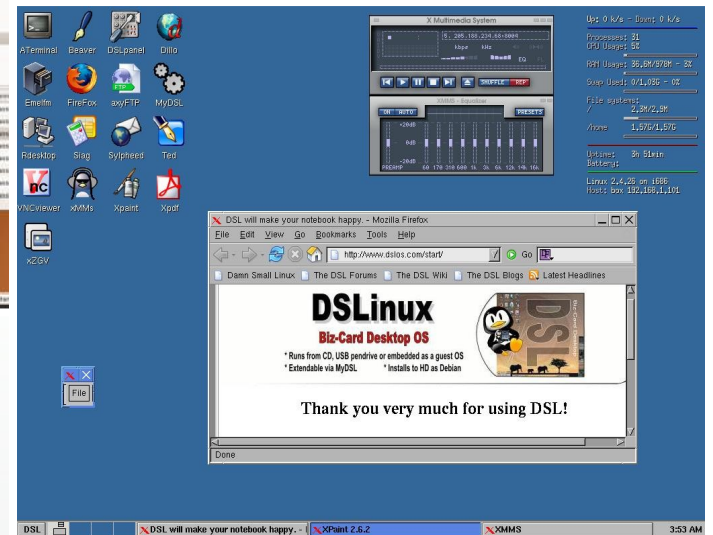 ATerminal Beaver DSLpanel Dillo
Emelfm FireFox axyFTP MyDSL
Rdesktop Siag Sylpheed Ted
VNCviewer xMMs Xpaint Xpdf
xZGV
File
X Multimedia System
kbps kHz
EG
SHUFFLE REP
XMMS - Equalizer
ON AUTO PRESETS
+20dB
0dB
-20dB
PREAMP 60 170 310 600 1k 3k 6k 12k 14k 16k
Up: 0 k/s - Down: 0 k/s
Processes: 31
CPU Usage: 5%
RAM Usage: 36,6M/978M - 3%
Swap Used: 0/1,03G - 0%
File systems:
/ 2,3M/2,9M
/home 1,57G/1,57G
Uptime: 3h 51min
Battery:
Linux 2,4,26 on i686
Host: box 192,168,1,101
DSL will make your notebook happy. - Mozilla Firefox
File Edit View Go Bookmarks Tools Help
http://www.dslos.com/start/ Go
Damn Small Linux The DSL Forums The DSL Wiki The DSL Blogs Latest Headlines
DSLinux
Biz-Card Desktop OS
* Runs from CD, USB pendrive or embedded as a guest OS
* Extendable via MyDSL * Installs to HD as Debian
DSL
Thank you very much for using DSL!
Done
DSL DSL will make your notebook happy. - XPaint 2.6.2 XMMS 3:53 AM